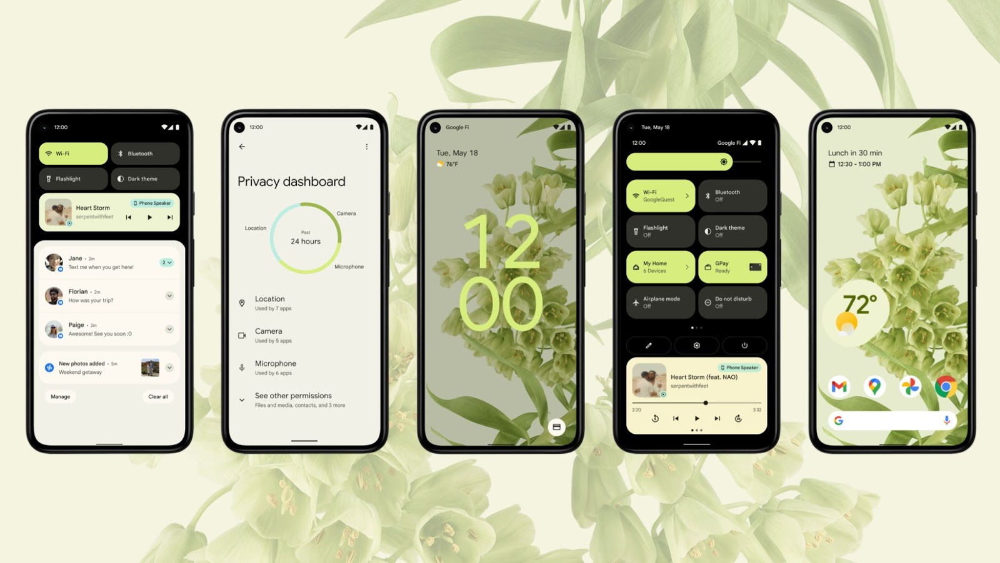 12:00
Wi-Fi
Bluetooth
Flashlight
Dark theme
Heart Storm
Phone Speaker
serpentwithfeet
Jane • 2m
Text me when you get here!
2
Florian • 2m
How was your trip?
Paige • 2m
Awesome! See you soon :O
New photos added • 5m
Weekend getaway
Manage
Clear all
12:00
Privacy dashboard
Camera
Location
Past
24 hours
Microphone
Location
Used by 7 apps
Camera
Used by 5 apps
Microphone
Used by 6 apps
See other permissions
Files and media, contacts, and 3 more
Google Fi
Tue, May 18
76°F
12
00
Tue, May 18
12:00
Google Fi
Wi-Fi
GoogleGuest
Bluetooth
Off
Flashlight
Off
Dark theme
Off
My Home
6 Devices
GPay
Ready
Airplane mode
Off
Do not disturb
Off
Phone Speaker
Heart Storm (feat. NAO)
serpentwithfeet
2:20
3:32
12:00
Lunch in 30 min
12:30 - 1:00 PM
72°